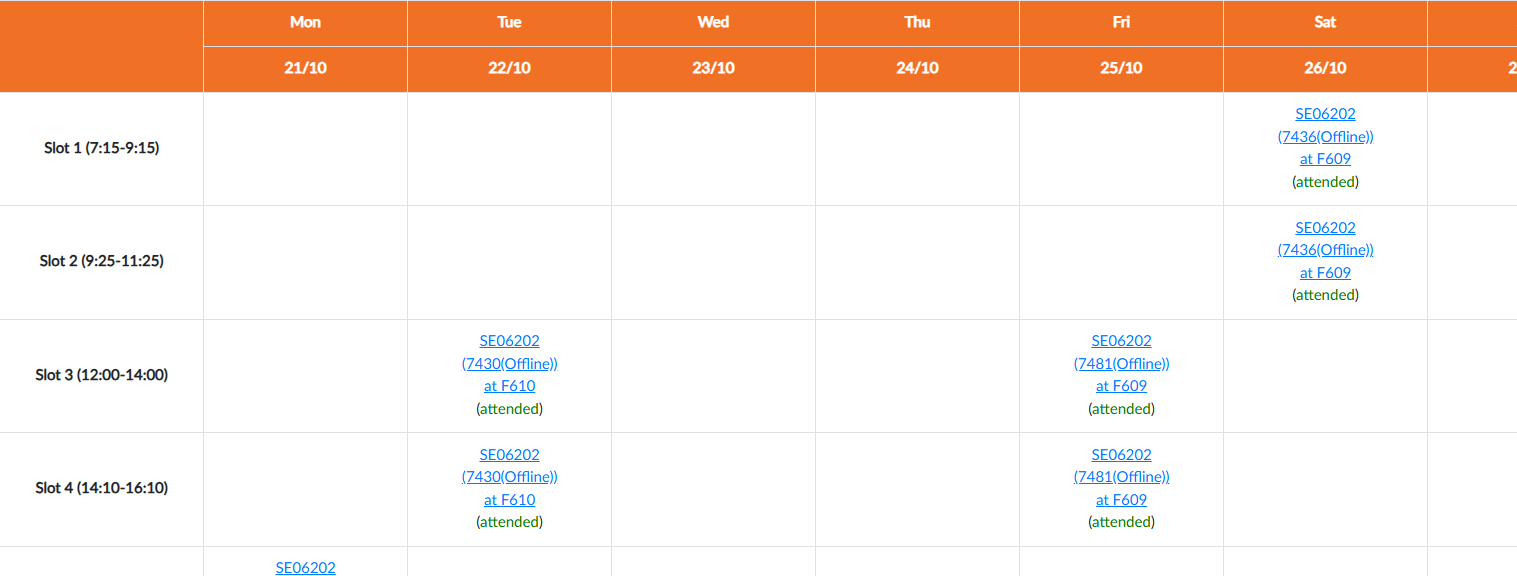 Mon Tue Wed Thu Fri Sat
21/10 22/10 23/10 24/10 25/10 26/10
Slot 1 (7:15-9:15)
SE06202
(7436(Offline))
at F609
(attended)
Slot 2 (9:25-11:25)
SE06202
(7436(Offline))
at F609
(attended)
Slot 3 (12:00-14:00)
SE06202
(7430(Offline))
at F610
(attended)
SE06202
(7481(Offline))
at F609
(attended)
Slot 4 (14:10-16:10)
SE06202
(7430(Offline))
at F610
(attended)
SE06202
(7481(Offline))
at F609
(attended)
SE06202